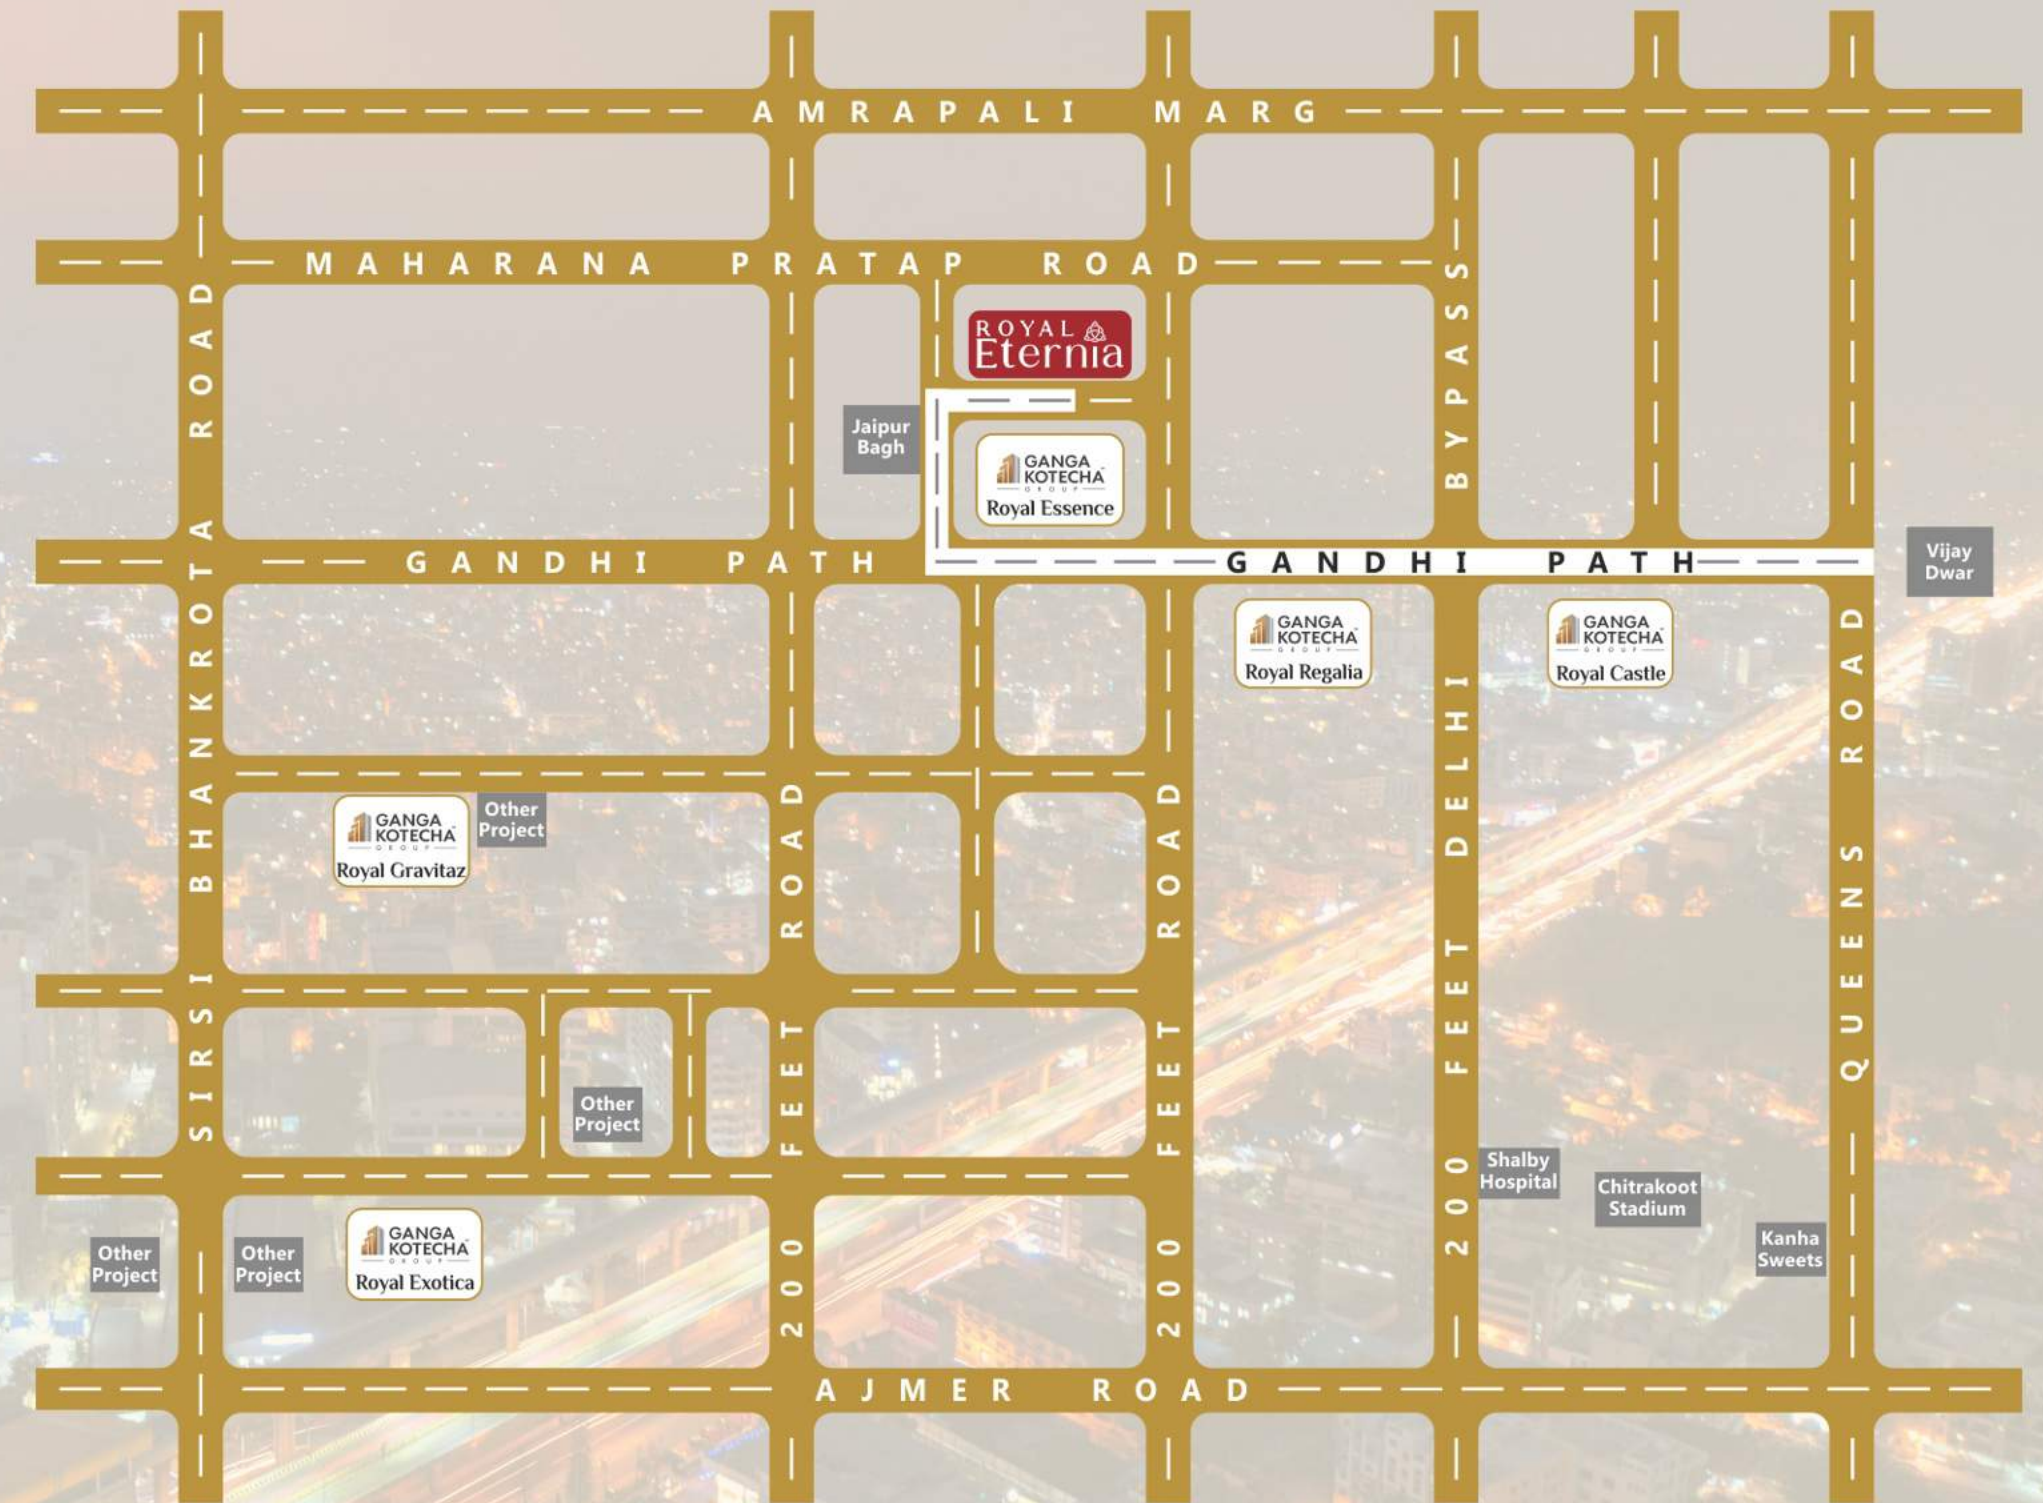 AMRAPALI MARG
MAHARANA PRATAP ROAD
ROYAL
Eternia
Jaipur
Bagh
GANGA
KOTECHA
GROUP
Royal Essence
GANDHI PATH
GANDHI PATH
Vijay
Dwar
GANGA
KOTECHA
GROUP
Royal Regalia
GANGA
KOTECHA
GROUP
Royal Castle
SIRSI BHANKROTA ROAD
200 FEET ROAD
200 FEET ROAD
200 FEET DELHI BYPASS
QUEENS ROAD
GANGA
KOTECHA
GROUP
Royal Gravitaz
Other
Project
Other
Project
Shalby
Hospital
Chitrakoot
Stadium
Kanha
Sweets
Other
Project
Other
Project
GANGA
KOTECHA
GROUP
Royal Exotica
AJMER ROAD